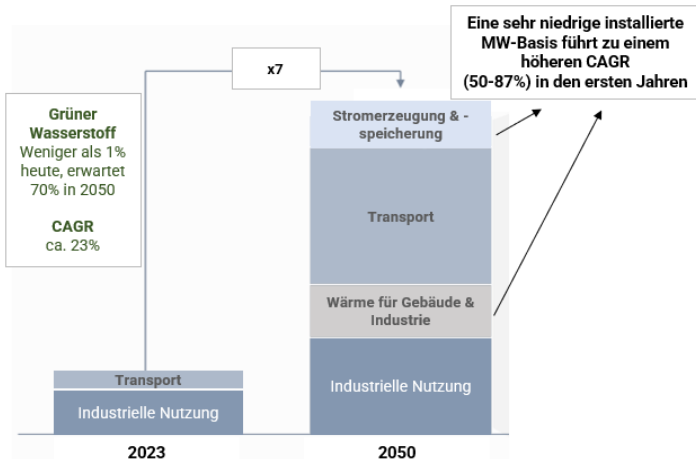 Eine sehr niedrige installierte
MW-Basis führt zu einem
höheren CAGR
(50-87%) in den ersten Jahren
x7
Grüner
Wasserstoff
Weniger als 1%
heute, erwartet
70% in 2050
CAGR
ca. 23%
Stromerzeugung & -
speicherung
Transport
Wärme für Gebäude &
Industrie
Industrielle Nutzung
Transport
Industrielle Nutzung
2023
2050